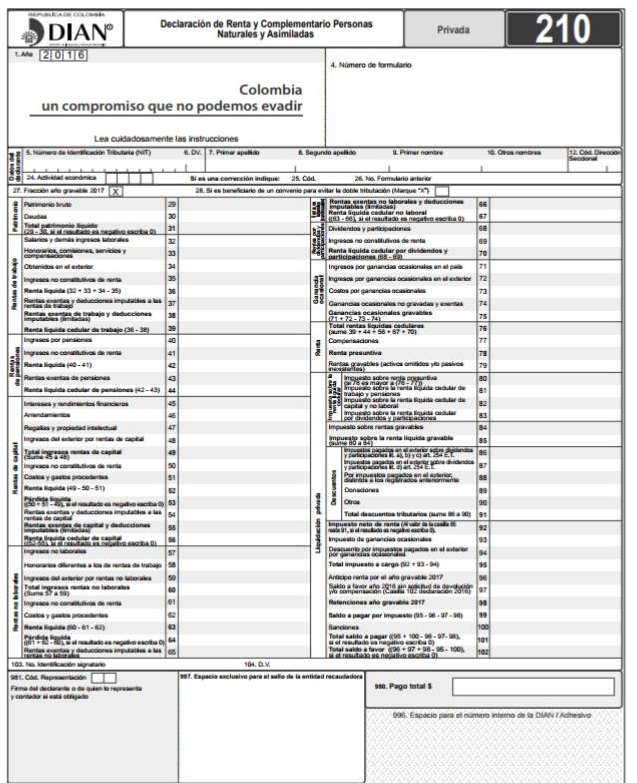 REPUBLICA DE COLOMBIA
DIAN
Declaración de Renta y Complementario Personas
Naturales y Asimiladas
Privada
210
1. Año 2 0 1 6
4. Número de formulario
Colombia
un compromiso que no podemos evadir
Lea cuidadosamente las instrucciones
Datos del declarante
5. Número de Identificación Tributaria (NIT) 6. DV. 7. Primer apellido 8. Segundo apellido 9. Primer nombre 10. Otros nombres 12. Cód. Dirección Seccional
24. Actividad económica Si es una corrección indique: 25. Cód. 26. No. Formulario anterior
27. Fracción año gravable 2017 X 28. Si es beneficiario de un convenio para evitar la doble tributación (Marque "X")
Patrimonio
Patrimonio bruto 29
Deudas 30
Total patrimonio líquido 31
(29 - 30, si el resultado es negativo escriba 0)
Rentas de trabajo
Salarios y demás ingresos laborales 32
Honorarios, comisiones, servicios y compensaciones 33
Obtenidos en el exterior 34
Ingresos no constitutivos de renta 35
Renta líquida (32 + 33 + 34 - 35) 36
Rentas exentas y deducciones imputables a las rentas de trabajo 37
Rentas exentas de trabajo y deducciones imputables (limitadas) 38
Renta líquida cedular de trabajo (36 - 38) 39
Rentas de pensiones
Ingresos por pensiones 40
Ingresos no constitutivos de renta 41
Renta líquida (40 - 41) 42
Rentas exentas de pensiones 43
Renta líquida cedular de pensiones (42 - 43) 44
Rentas de capital
Intereses y rendimientos financieros 45
Arrendamientos 46
Regalías y propiedad intelectual 47
Ingresos del exterior por rentas de capital 48
Total ingresos rentas de capital 49
(Sume 45 a 48)
Ingresos no constitutivos de renta 50
Costos y gastos procedentes 51
Renta líquida (49 - 50 - 51) 52
Pérdida líquida 53
((50 + 51 - 49), si el resultado es negativo escriba 0)
Rentas exentas y deducciones imputables a las rentas de capital 54
Rentas exentas de capital y deducciones imputables (limitadas) 55
Renta líquida cedular de capital 56
(52-55), si el resultado es negativo escriba 0)
Rentas no laborales
Ingresos no laborales 57
Honorarios diferentes a los de rentas de trabajo 58
Ingresos del exterior por rentas no laborales 59
Total ingresos rentas no laborales 60
(Sume 57 a 59)
Ingresos no constitutivos de renta 61
Costos y gastos procedentes 62
Renta líquida (60 - 61 - 62) 63
Pérdida líquida 64
((61 + 62 - 60), si el resultado es negativo escriba 0)
Rentas exentas y deducciones imputables a las rentas no laborales 65
Rentas exentas no laborales y deducciones imputables (limitadas) 66
Renta líquida cedular no laboral 67
((63 - 66), si el resultado es negativo escriba 0)
Rentas por dividendos y participaciones
Dividendos y participaciones 68
Ingresos no constitutivos de renta 69
Renta líquida cedular por dividendos y participaciones (68 - 69) 70
Ganancia ocasional
Ingresos por ganancias ocasionales en el país 71
Ingresos por ganancias ocasionales en el exterior 72
Costos por ganancias ocasionales 73
Ganancias ocasionales no gravadas y exentas 74
Ganancias ocasionales gravables 75
(71 + 72 - 73 - 74)
Renta
Total rentas líquidas cedulares 76
(sume 39 + 44 + 56 + 67 + 70)
Compensaciones 77
Renta presuntiva 78
Rentas gravables (activos omitidos y/o pasivos inexistentes) 79
Liquidación privada
Impuesto sobre renta presuntiva 80
(si 78 es mayor a (76 - 77))
Impuesto sobre la renta líquida cedular de trabajo y pensiones 81
Impuesto sobre la renta líquida cedular de capital y no laboral 82
Impuesto sobre la renta líquida cedular por dividendos y participaciones 83
Impuesto sobre rentas gravables 84
Impuesto sobre la renta líquida gravable 85
(sume 80 a 84)
Descuentos
Impuestos pagados en el exterior sobre dividendos y participaciones lit. a), b) y c) art. 254 E.T. 86
Impuestos pagados en el exterior sobre dividendos y participaciones lit. d) art. 254 E.T. 87
Por impuestos pagados en el exterior, distintos a los registrados anteriormente 88
Donaciones 89
Otros 90
Total descuentos tributarios (sume 86 a 90) 91
Impuesto neto de renta (Al valor de la casilla 85 reste 91, si el resultado es negativo escriba 0). 92
Impuesto de ganancias ocasionales 93
Descuento por impuestos pagados en el exterior por ganancias ocasionales 94
Total impuesto a cargo (92 + 93 - 94) 95
Anticipo renta por el año gravable 2017 96
Saldo a favor año 2016 sin solicitud de devolución y/o compensación (Casilla 102 declaración 2016) 97
Retenciones año gravable 2017 98
Saldo a pagar por impuesto (95 - 96 - 97 - 98) 99
Sanciones 100
Total saldo a pagar ((95 + 100 - 96 - 97 - 98), si el resultado es negativo escriba 0) 101
Total saldo a favor ((96 + 97 + 98 - 95 - 100), si el resultado es negativo escriba 0) 102
103. No. Identificación signatario 104. D.V.
981. Cód. Representación
Firma del declarante o de quien lo representa
y contador si está obligado
997. Espacio exclusivo para el sello de la entidad recaudadora
980. Pago total $
996. Espacio para el número interno de la DIAN / Adhesivo